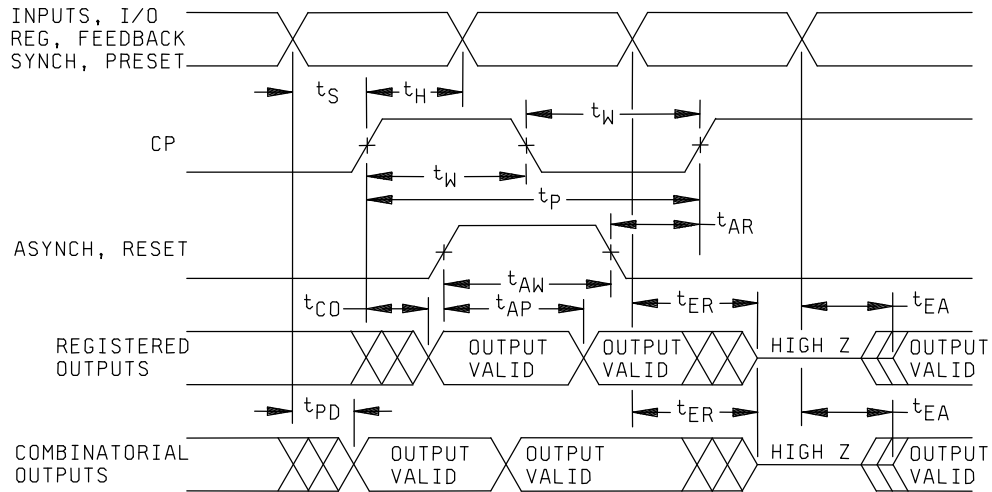 INPUTS, I/O
REG, FEEDBACK
SYNCH, PRESET
tS
tH
tW
CP
tW
tP
tAR
ASYNCH, RESET
tAW
tCO
tAP
tER
tEA
REGISTERED
OUTPUTS
OUTPUT
VALID
OUTPUT
VALID
HIGH Z
OUTPUT
VALID
tPD
tER
tEA
COMBINATORIAL
OUTPUTS
OUTPUT
VALID
OUTPUT
VALID
HIGH Z
OUTPUT
VALID